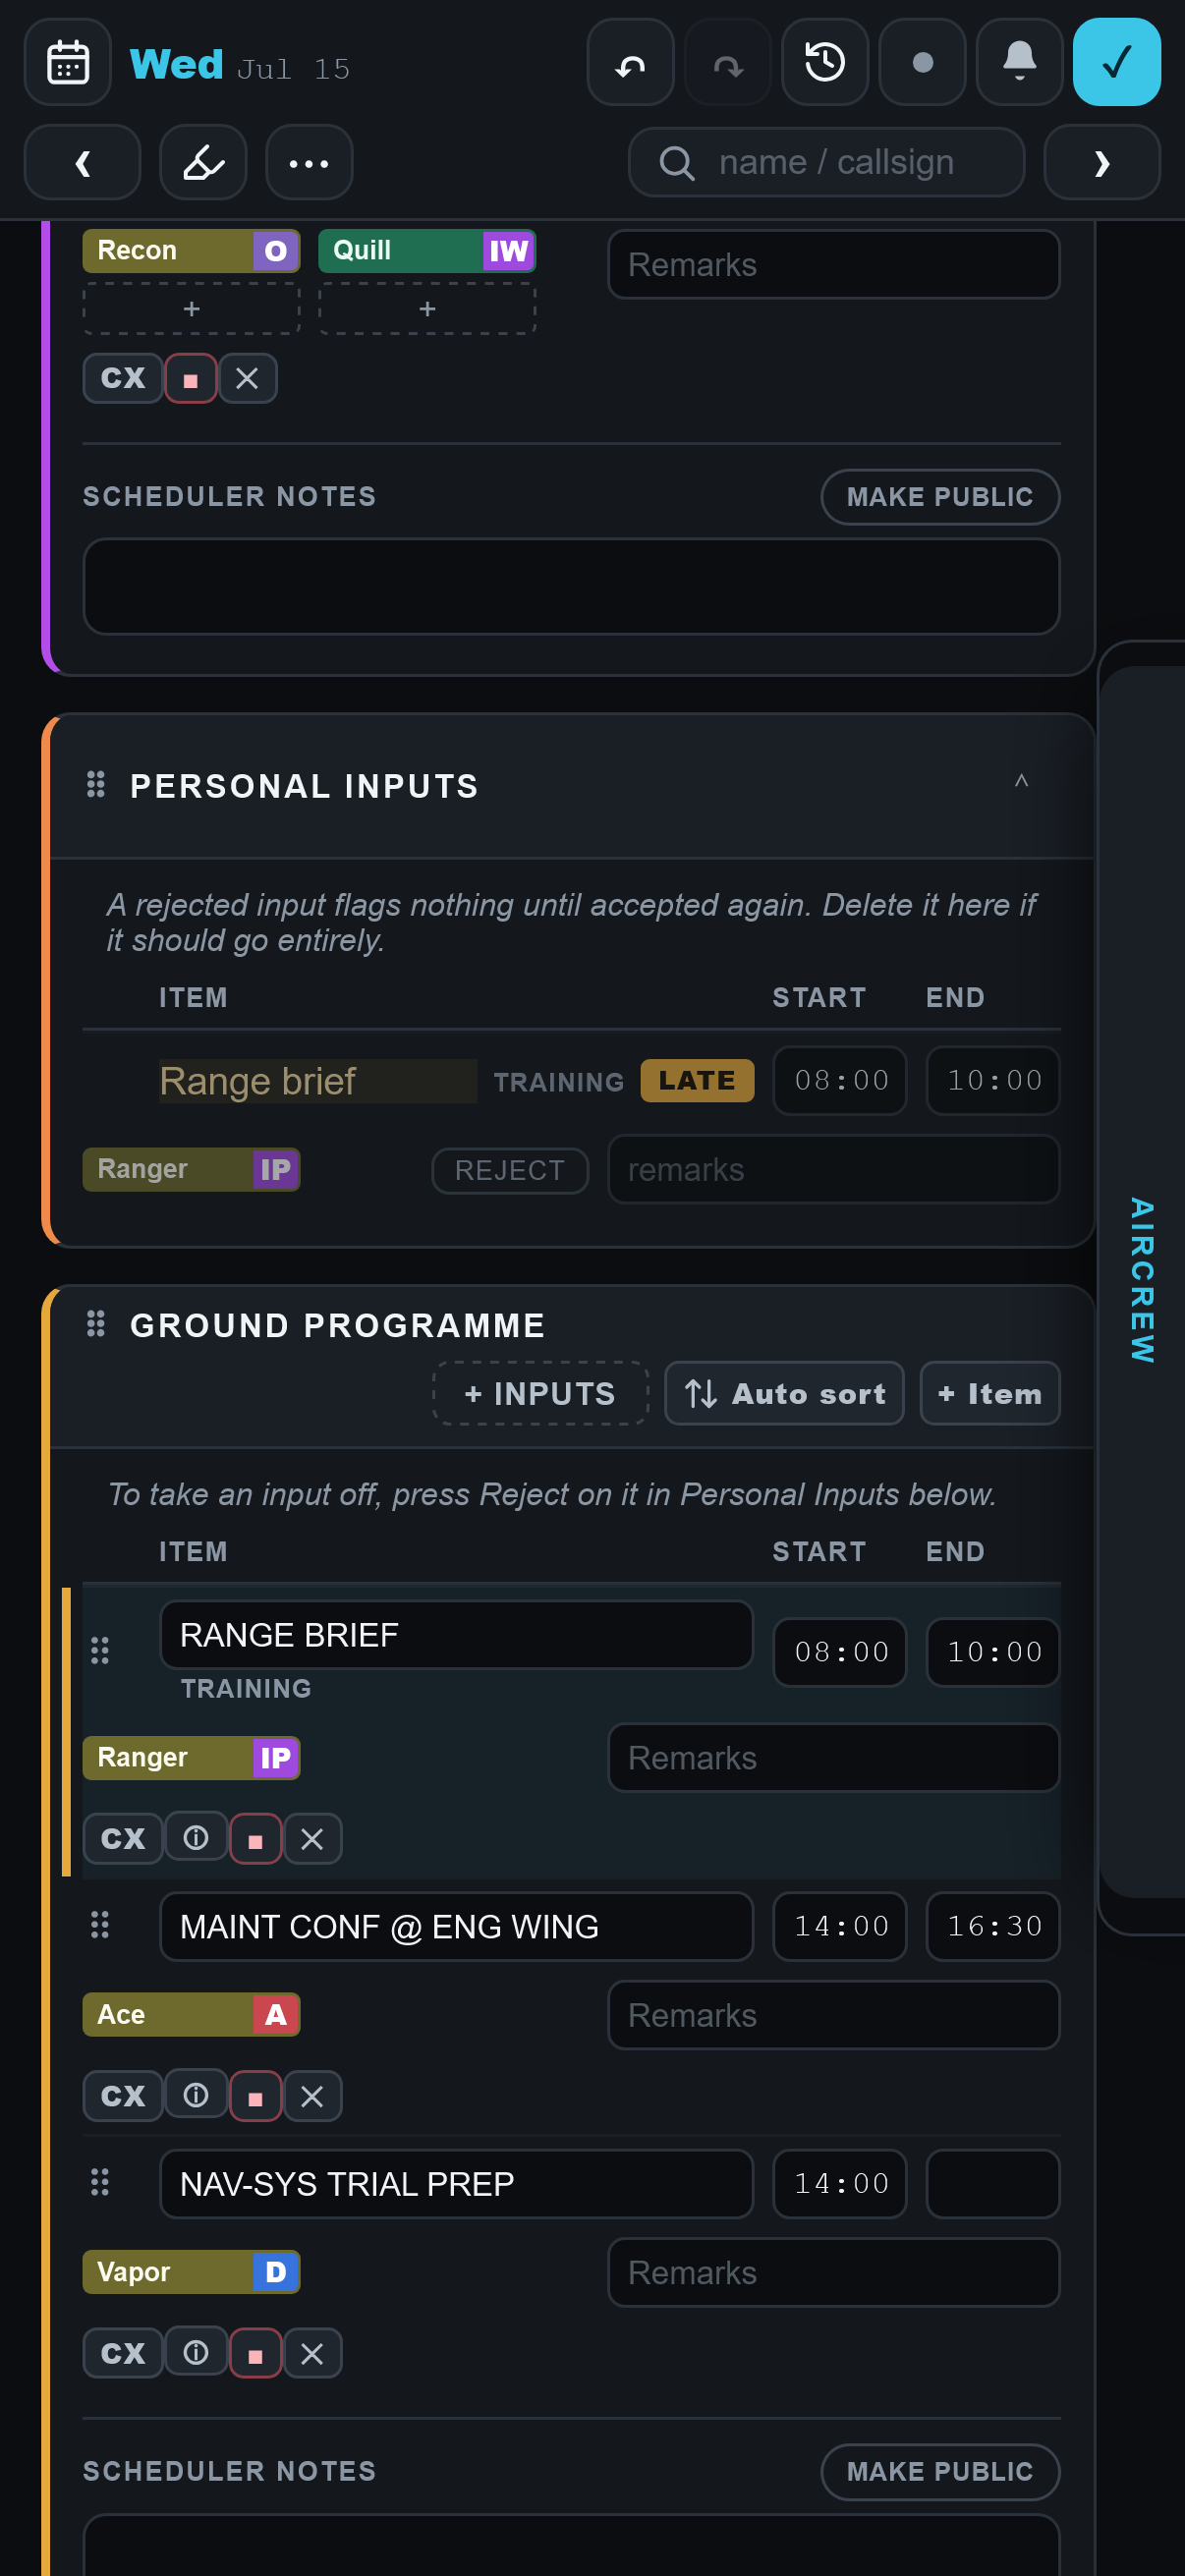 Wed Jul 15
name / callsign
Recon O Quill IW Remarks
+ +
CX
SCHEDULER NOTES MAKE PUBLIC
PERSONAL INPUTS
A rejected input flags nothing until accepted again. Delete it here if
it should go entirely.
ITEM START END
Range brief TRAINING LATE 08:00 10:00
Ranger IP REJECT remarks
AIRCREW
GROUND PROGRAMME
+ INPUTS Auto sort + Item
To take an input off, press Reject on it in Personal Inputs below.
ITEM START END
RANGE BRIEF 08:00 10:00
TRAINING
Ranger IP Remarks
CX
MAINT CONF @ ENG WING 14:00 16:30
Ace A Remarks
CX
NAV-SYS TRIAL PREP 14:00
Vapor D Remarks
CX
SCHEDULER NOTES MAKE PUBLIC